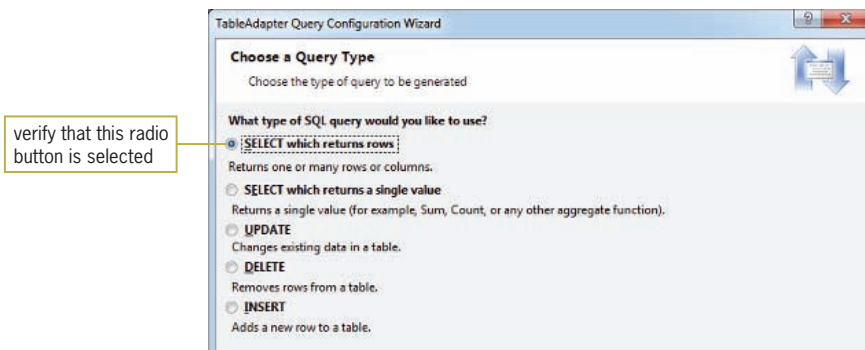 TableAdapter Query Configuration Wizard
Choose a Query Type
Choose the type of query to be generated
What type of SQL query would you like to use?
verify that this radio
button is selected
SELECT which returns rows
Returns one or many rows or columns.
SELECT which returns a single value
Returns a single value (for example, Sum, Count, or any other aggregate function).
UPDATE
Changes existing data in a table.
DELETE
Removes rows from a table.
INSERT
Adds a new row to a table.